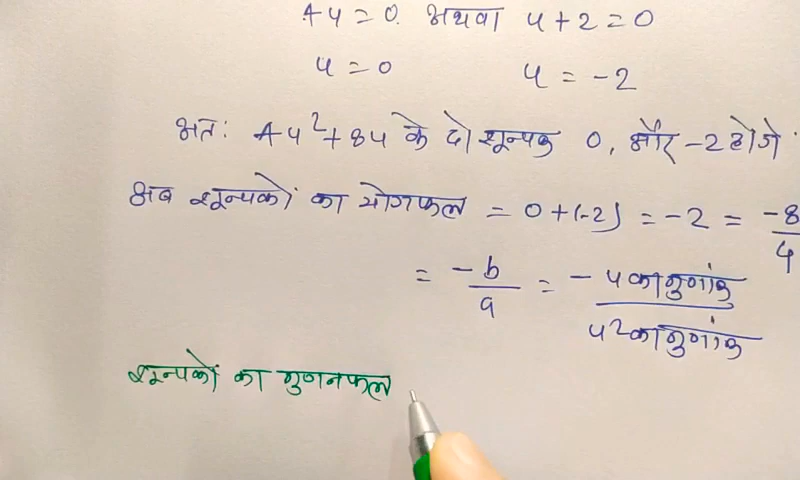 4u = 0. अथवा u + 2 = 0
u = 0 u = -2
अतः 4u² + 8u के दो शून्यक 0, और -2 होंगे
अब शून्यकों का योगफल = 0 + (-2) = -2 = -8/4
= -b/a = - u का गुणांक / u² का गुणांक
शून्यकों का गुणनफल